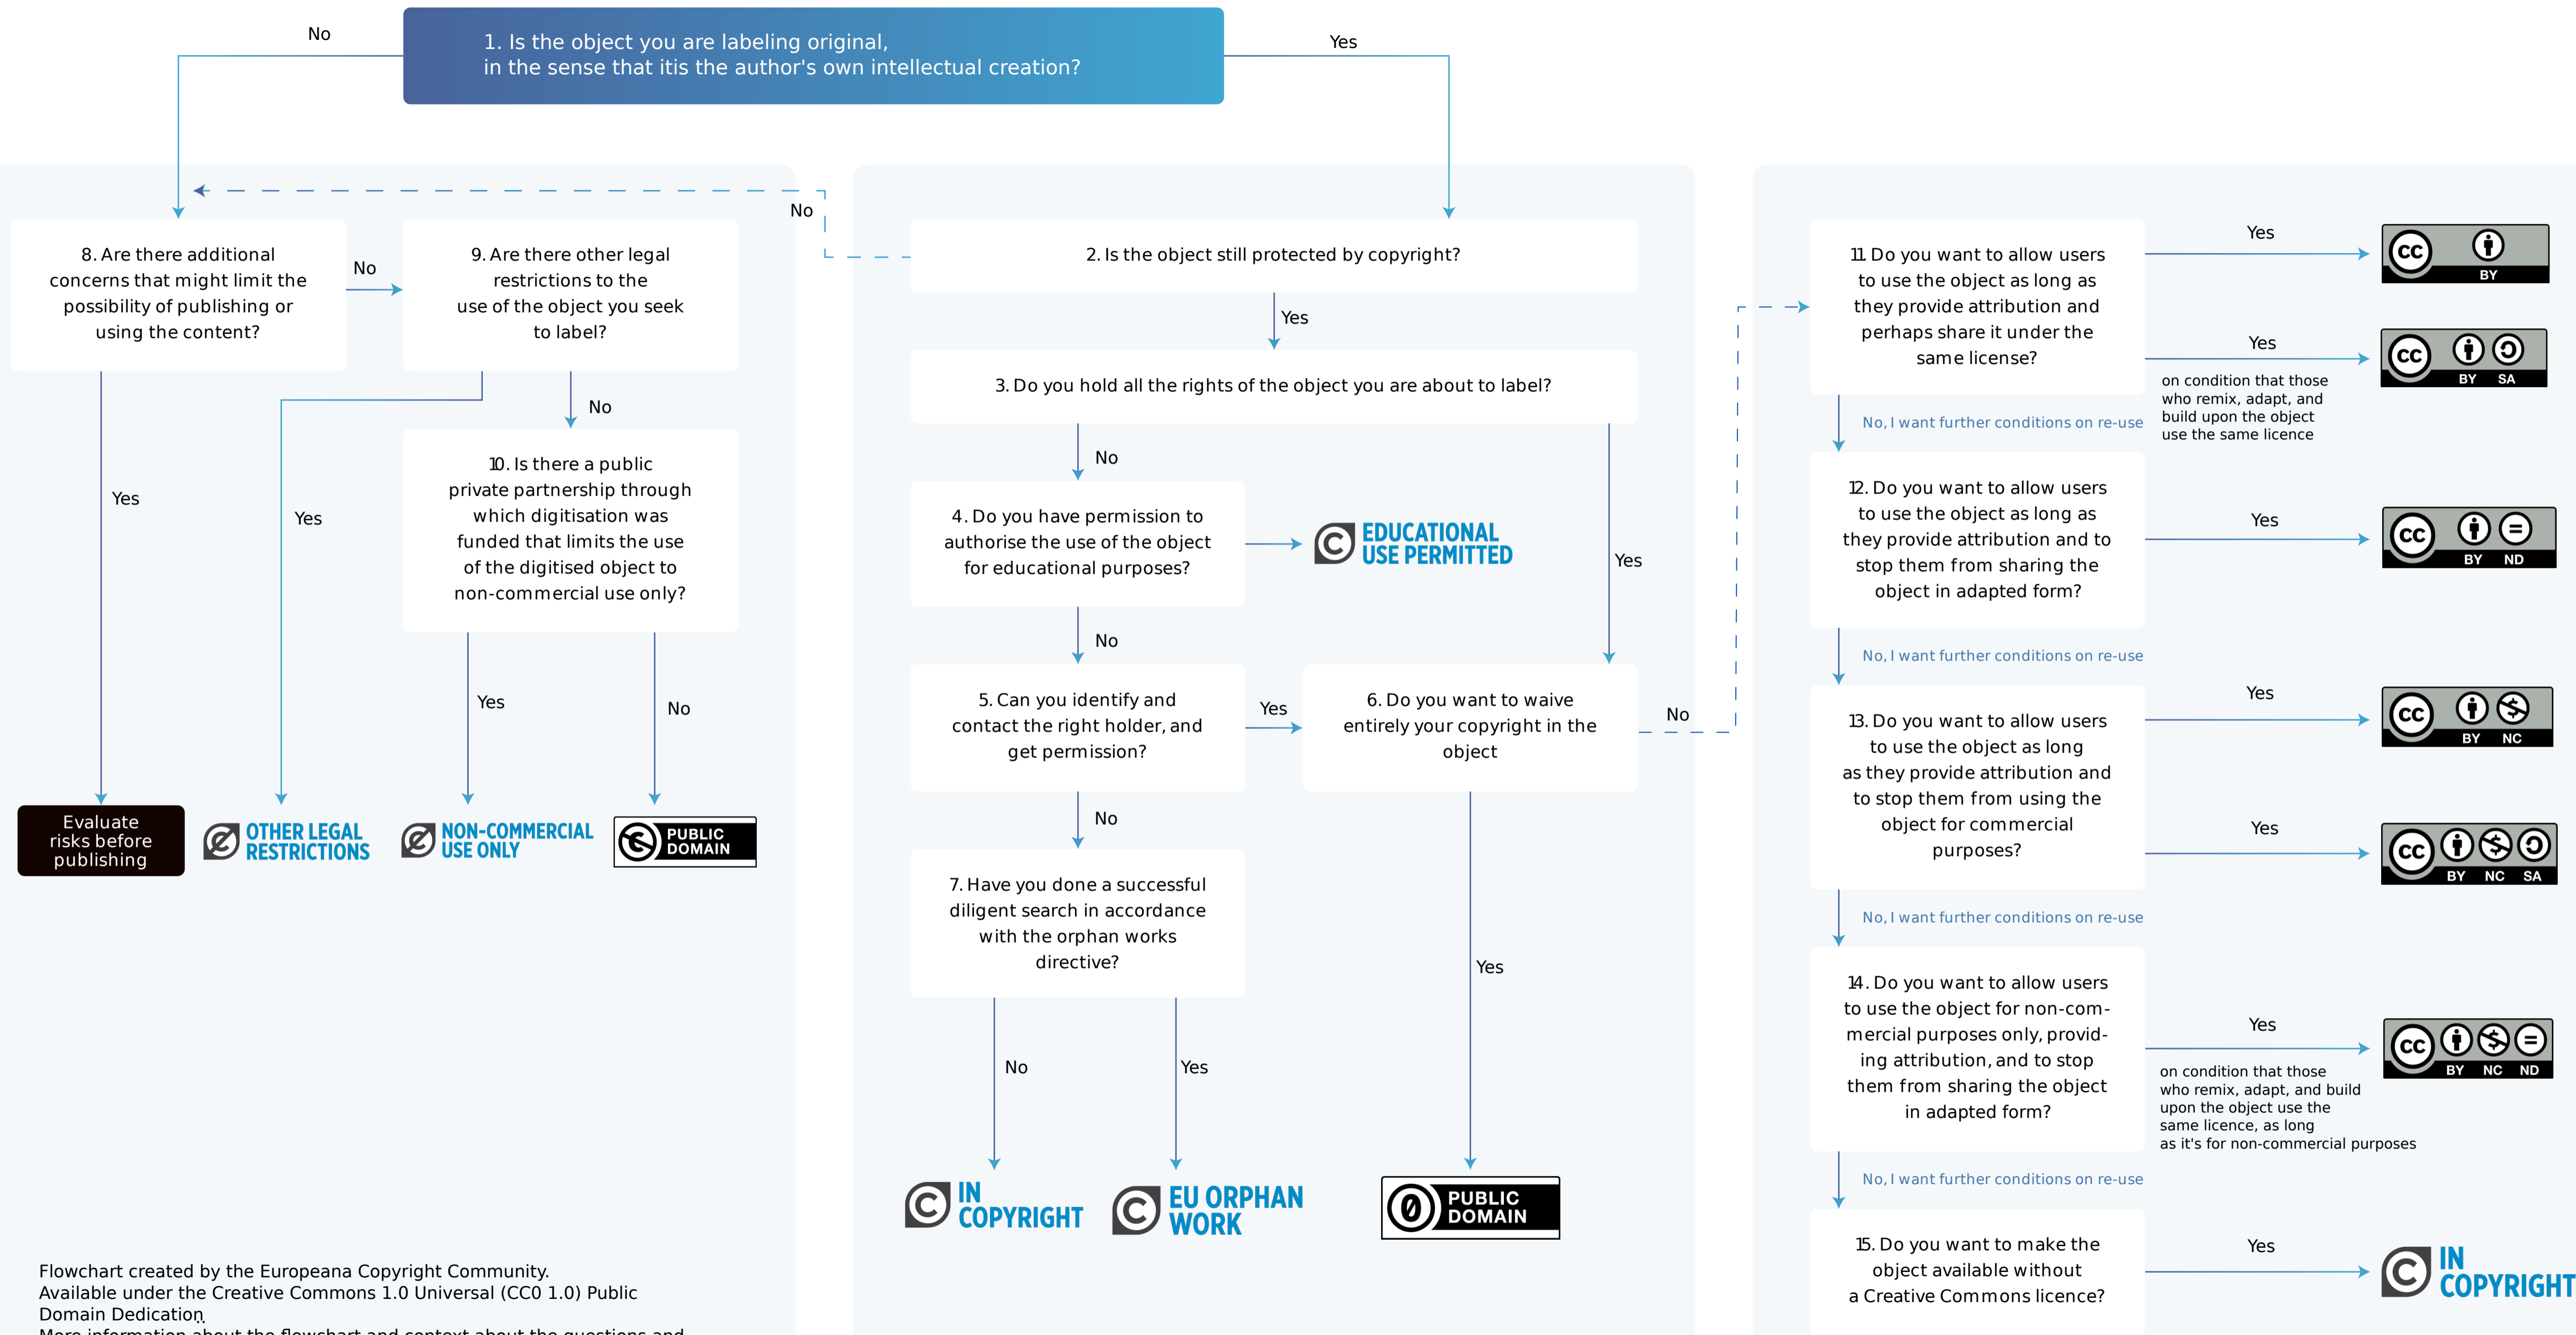 No
1. Is the object you are labeling original,
in the sense that itis the author's own intellectual creation?
Yes
No
8. Are there additional
concerns that might limit the
possibility of publishing or
using the content?
No
9. Are there other legal
restrictions to the
use of the object you seek
to label?
Yes
Yes
No
10. Is there a public
private partnership through
which digitisation was
funded that limits the use
of the digitised object to
non-commercial use only?
Yes
No
Evaluate
risks before
publishing
OTHER LEGAL
RESTRICTIONS
NON-COMMERCIAL
USE ONLY
PUBLIC
DOMAIN
Flowchart created by the Europeana Copyright Community.
Available under the Creative Commons 1.0 Universal (CC0 1.0) Public
Domain Dedication.
More information about the flowchart and context about the questions and
2. Is the object still protected by copyright?
Yes
3. Do you hold all the rights of the object you are about to label?
No
Yes
4. Do you have permission to
authorise the use of the object
for educational purposes?
EDUCATIONAL
USE PERMITTED
No
5. Can you identify and
contact the right holder, and
get permission?
Yes
6. Do you want to waive
entirely your copyright in the
object
No
No
7. Have you done a successful
diligent search in accordance
with the orphan works
directive?
Yes
No
Yes
IN
COPYRIGHT
EU ORPHAN
WORK
PUBLIC
DOMAIN
11. Do you want to allow users
to use the object as long as
they provide attribution and
perhaps share it under the
same license?
Yes
CC
BY
Yes
on condition that those
who remix, adapt, and
build upon the object
use the same licence
CC
BY SA
No, I want further conditions on re-use
12. Do you want to allow users
to use the object as long as
they provide attribution and to
stop them from sharing the
object in adapted form?
Yes
CC
BY ND
No, I want further conditions on re-use
13. Do you want to allow users
to use the object as long
as they provide attribution and
to stop them from using the
object for commercial
purposes?
Yes
CC
BY NC
Yes
CC
BY NC SA
No, I want further conditions on re-use
14. Do you want to allow users
to use the object for non-com-
mercial purposes only, provid-
ing attribution, and to stop
them from sharing the object
in adapted form?
Yes
on condition that those
who remix, adapt, and build
upon the object use the
same licence, as long
as it's for non-commercial purposes
CC
BY NC ND
No, I want further conditions on re-use
15. Do you want to make the
object available without
a Creative Commons licence?
Yes
IN
COPYRIGHT